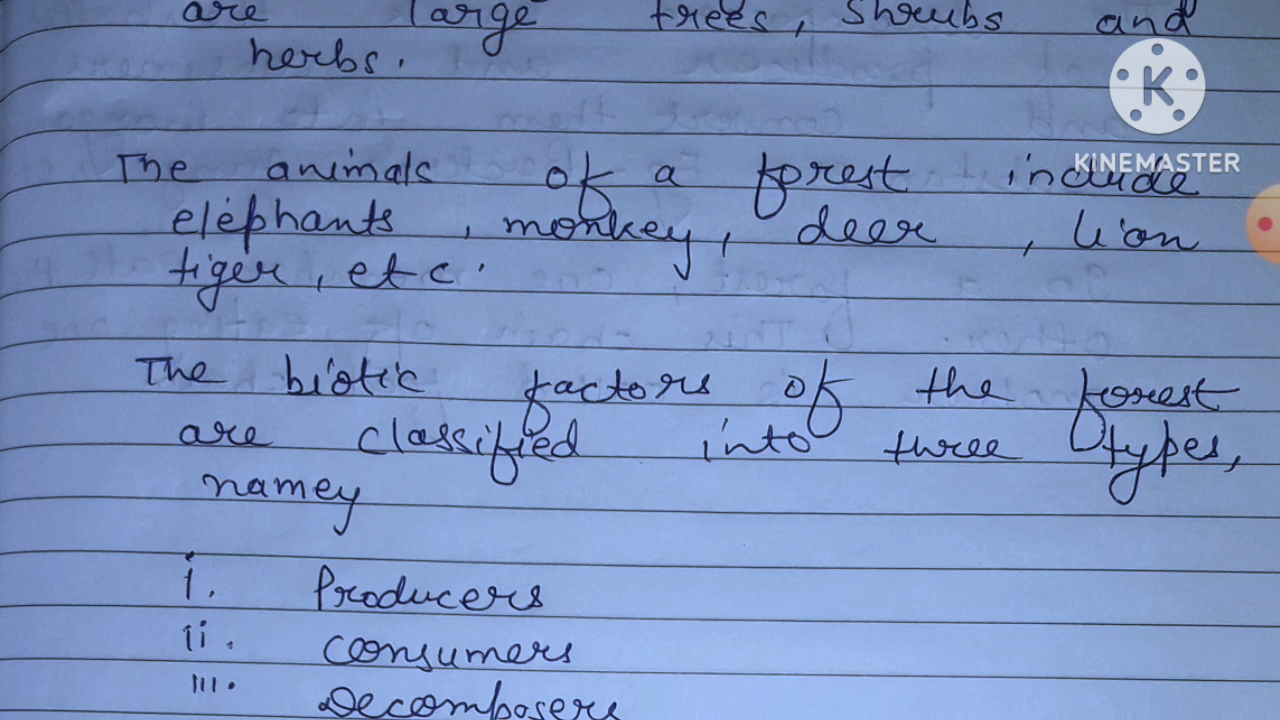 are large trees, shrubs and
herbs.
The animals of a forest include
elephants, monkey, deer, lion
tiger, etc.
The biotic factors of the forest
are classified into three types,
namey
i. Producers
ii. consumers
iii. Decomposers
K
KINEMASTER